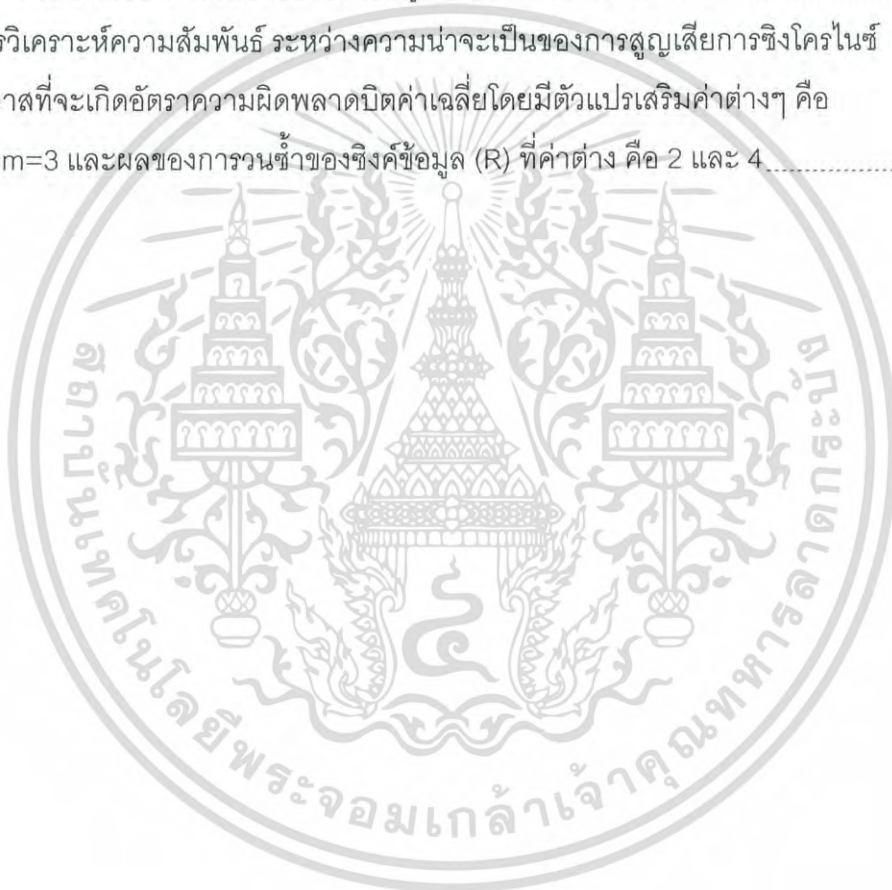 รวิเคราะห์ความสัมพันธ์ ระหว่างความน่าจะเป็นของการสูญเสียการซิงโครไนซ์
าสที่จะเกิดอัตราความผิดพลาดบิตค่าเฉลี่ยโดยมีตัวแปรเสริมค่าต่างๆ คือ
m=3 และผลของการวนซ้ำของซิงค์ข้อมูล (R) ที่ค่าต่าง คือ 2 และ 4
สถาบันเทคโนโลยีพระจอมเกล้าเจ้าคุณทหารลาดกระบัง